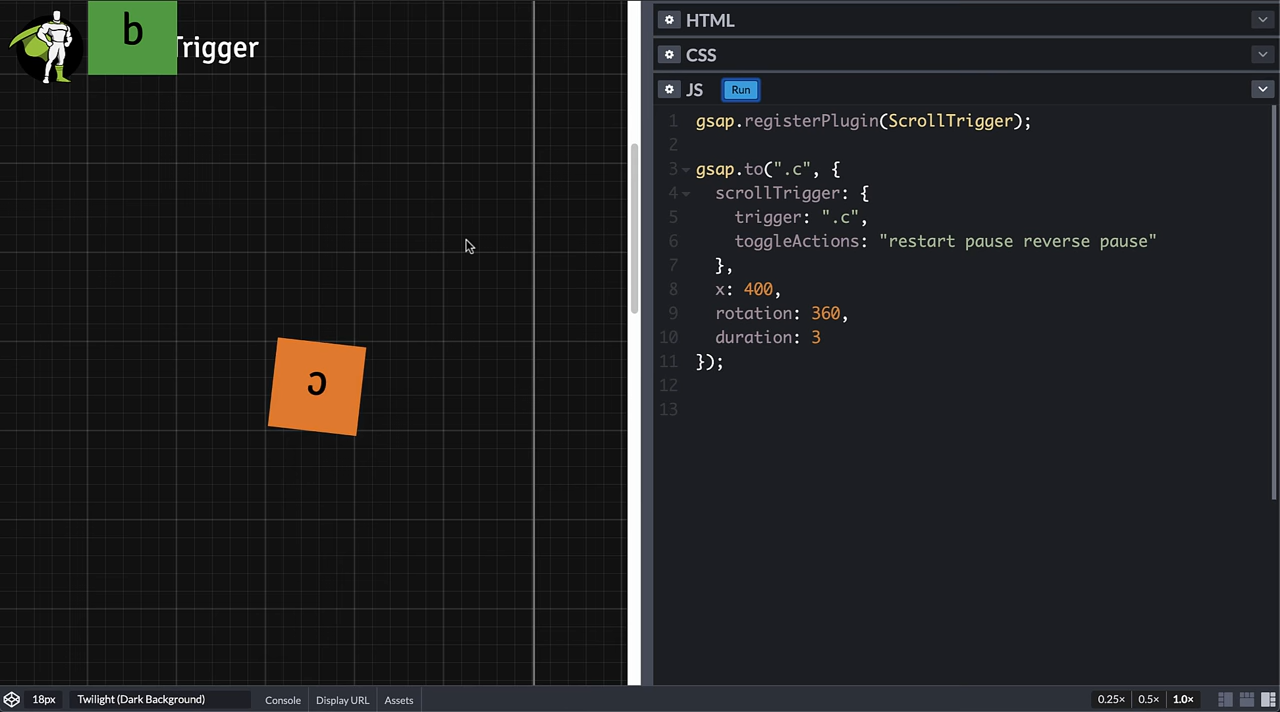 b
Trigger
c
HTML
CSS
JS
Run
1 gsap.registerPlugin(ScrollTrigger);
2
3 gsap.to(".c", {
4 scrollTrigger: {
5 trigger: ".c",
6 toggleActions: "restart pause reverse pause"
7 },
8 x: 400,
9 rotation: 360,
10 duration: 3
11 });
12
13
18px Twilight (Dark Background) Console Display URL Assets 0.25× 0.5× 1.0×